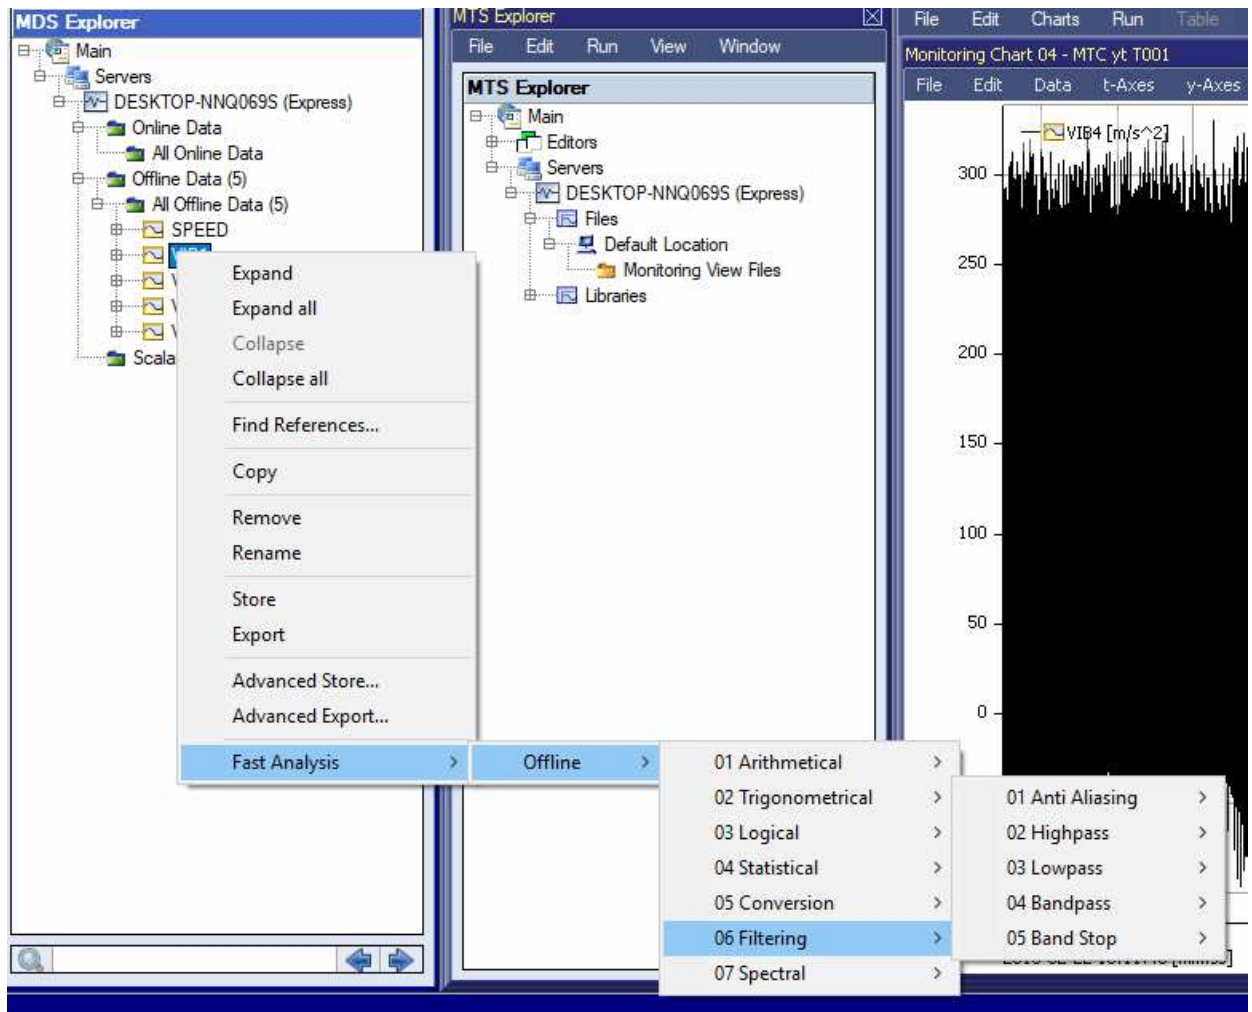 MDS Explorer
Main
Servers
DESKTOP-NNQ069S (Express)
Online Data
All Online Data
Offline Data (5)
All Offline Data (5)
SPEED
VIB1
V
V
V
Scala
Expand
Expand all
Collapse
Collapse all
Find References...
Copy
Remove
Rename
Store
Export
Advanced Store...
Advanced Export...
Fast Analysis
Offline
01 Arithmetical
02 Trigonometrical
03 Logical
04 Statistical
05 Conversion
06 Filtering
07 Spectral
01 Anti Aliasing
02 Highpass
03 Lowpass
04 Bandpass
05 Band Stop
MTS Explorer
File Edit Run View Window
MTS Explorer
Main
Editors
Servers
DESKTOP-NNQ069S (Express)
Files
Default Location
Monitoring View Files
Libraries
File Edit Charts Run Table
Monitoring Chart 04 - MTC yt T001
File Edit Data t-Axes y-Axes
VIB4 [m/s^2]
300
250
200
150
100
50
0